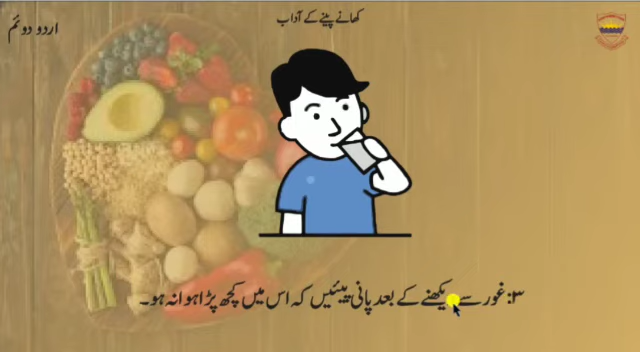 کھانے پینے کے آداب
اردو دوئم
۳: غور سے دیکھنے کے بعد پانی پیئیں کہ اس میں کچھ پڑا ہوا نہ ہو۔